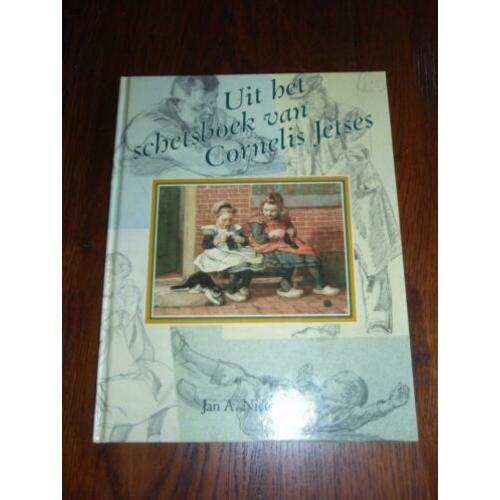 Uit het
schetsboek van
Cornelis Jetses
Jan A.